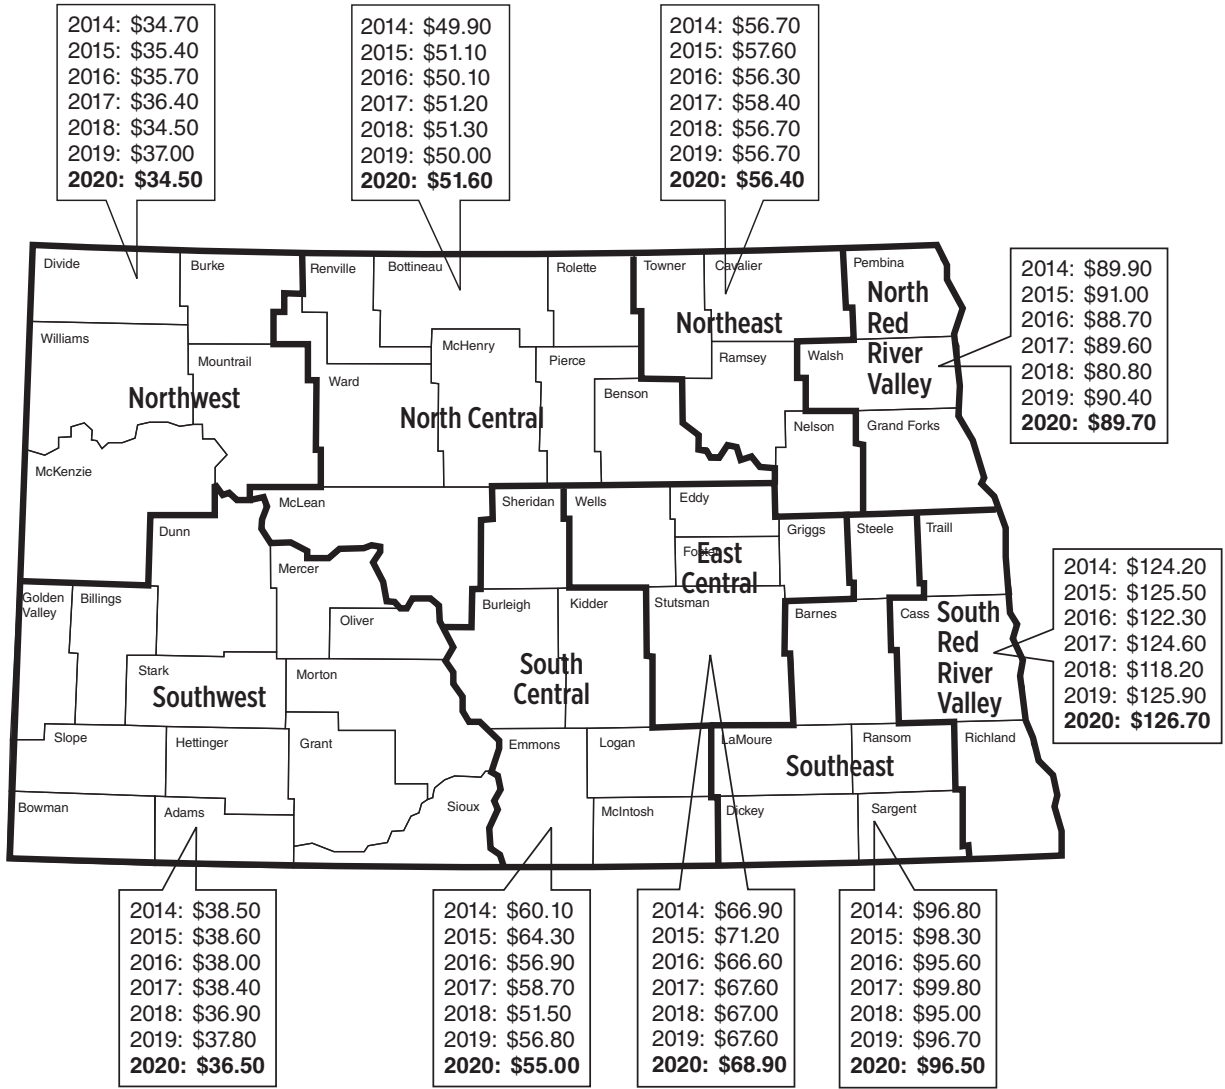 2014: $34.70
2015: $35.40
2016: $35.70
2017: $36.40
2018: $34.50
2019: $37.00
2020: $34.50
2014: $49.90
2015: $51.10
2016: $50.10
2017: $51.20
2018: $51.30
2019: $50.00
2020: $51.60
2014: $56.70
2015: $57.60
2016: $56.30
2017: $58.40
2018: $56.70
2019: $56.70
2020: $56.40
2014: $89.90
2015: $91.00
2016: $88.70
2017: $89.60
2018: $80.80
2019: $90.40
2020: $89.70
Divide
Burke
Renville
Bottineau
Rolette
Towner
Cavalier
Pembina
North
Red
River
Valley
Northeast
Williams
Mountrail
McHenry
Pierce
Ramsey
Walsh
Ward
Benson
Northwest
North Central
Nelson
Grand Forks
McKenzie
McLean
Sheridan
Wells
Eddy
Dunn
Griggs
Steele
Traill
Foster
East
Central
Mercer
Golden
Valley
Billings
Oliver
Burleigh
Kidder
Stutsman
Barnes
Cass
South
Red
River
Valley
2014: $124.20
2015: $125.50
2016: $122.30
2017: $124.60
2018: $118.20
2019: $125.90
2020: $126.70
Stark
Morton
Southwest
South
Central
Slope
Hettinger
Grant
Emmons
Logan
LaMoure
Ransom
Richland
Southeast
Bowman
Adams
Sioux
McIntosh
Dickey
Sargent
2014: $38.50
2015: $38.60
2016: $38.00
2017: $38.40
2018: $36.90
2019: $37.80
2020: $36.50
2014: $60.10
2015: $64.30
2016: $56.90
2017: $58.70
2018: $51.50
2019: $56.80
2020: $55.00
2014: $66.90
2015: $71.20
2016: $66.60
2017: $67.60
2018: $67.00
2019: $67.60
2020: $68.90
2014: $96.80
2015: $98.30
2016: $95.60
2017: $99.80
2018: $95.00
2019: $96.70
2020: $96.50